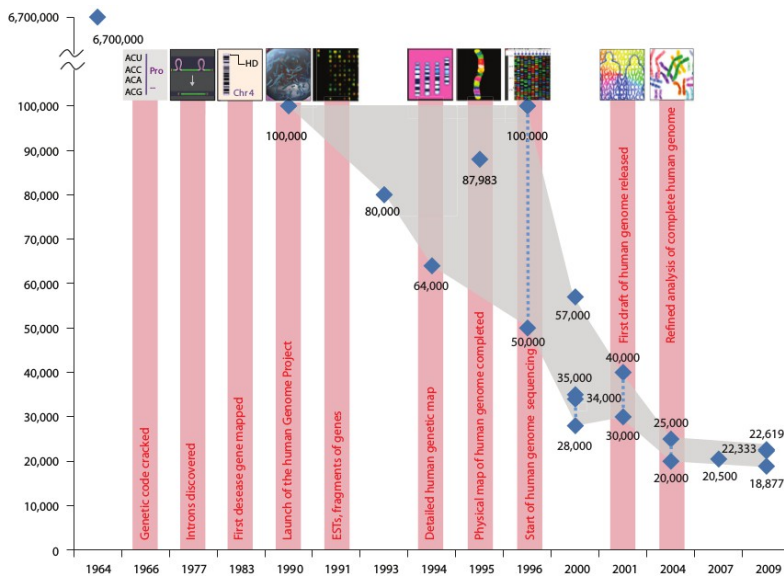 6,700,000
6,700,000
ACU
ACC
ACA
ACG
Pro
–
HD
Chr 4
100,000
90,000
80,000
70,000
60,000
50,000
40,000
30,000
20,000
10,000
0
100,000
80,000
64,000
87,983
100,000
50,000
57,000
35,000
34,000
28,000
40,000
30,000
25,000
20,000
20,500
22,619
22,333
18,877
Genetic code cracked
Introns discovered
First desease gene mapped
Launch of the human Genome Project
ESTs, fragments of genes
Detailed human genetic map
Physical map of human genome completed
Start of human genome sequencing
First draft of human genome released
Refined analysis of complete human genome
1964 1966 1977 1983 1990 1991 1993 1994 1995 1996 2000 2001 2004 2007 2009